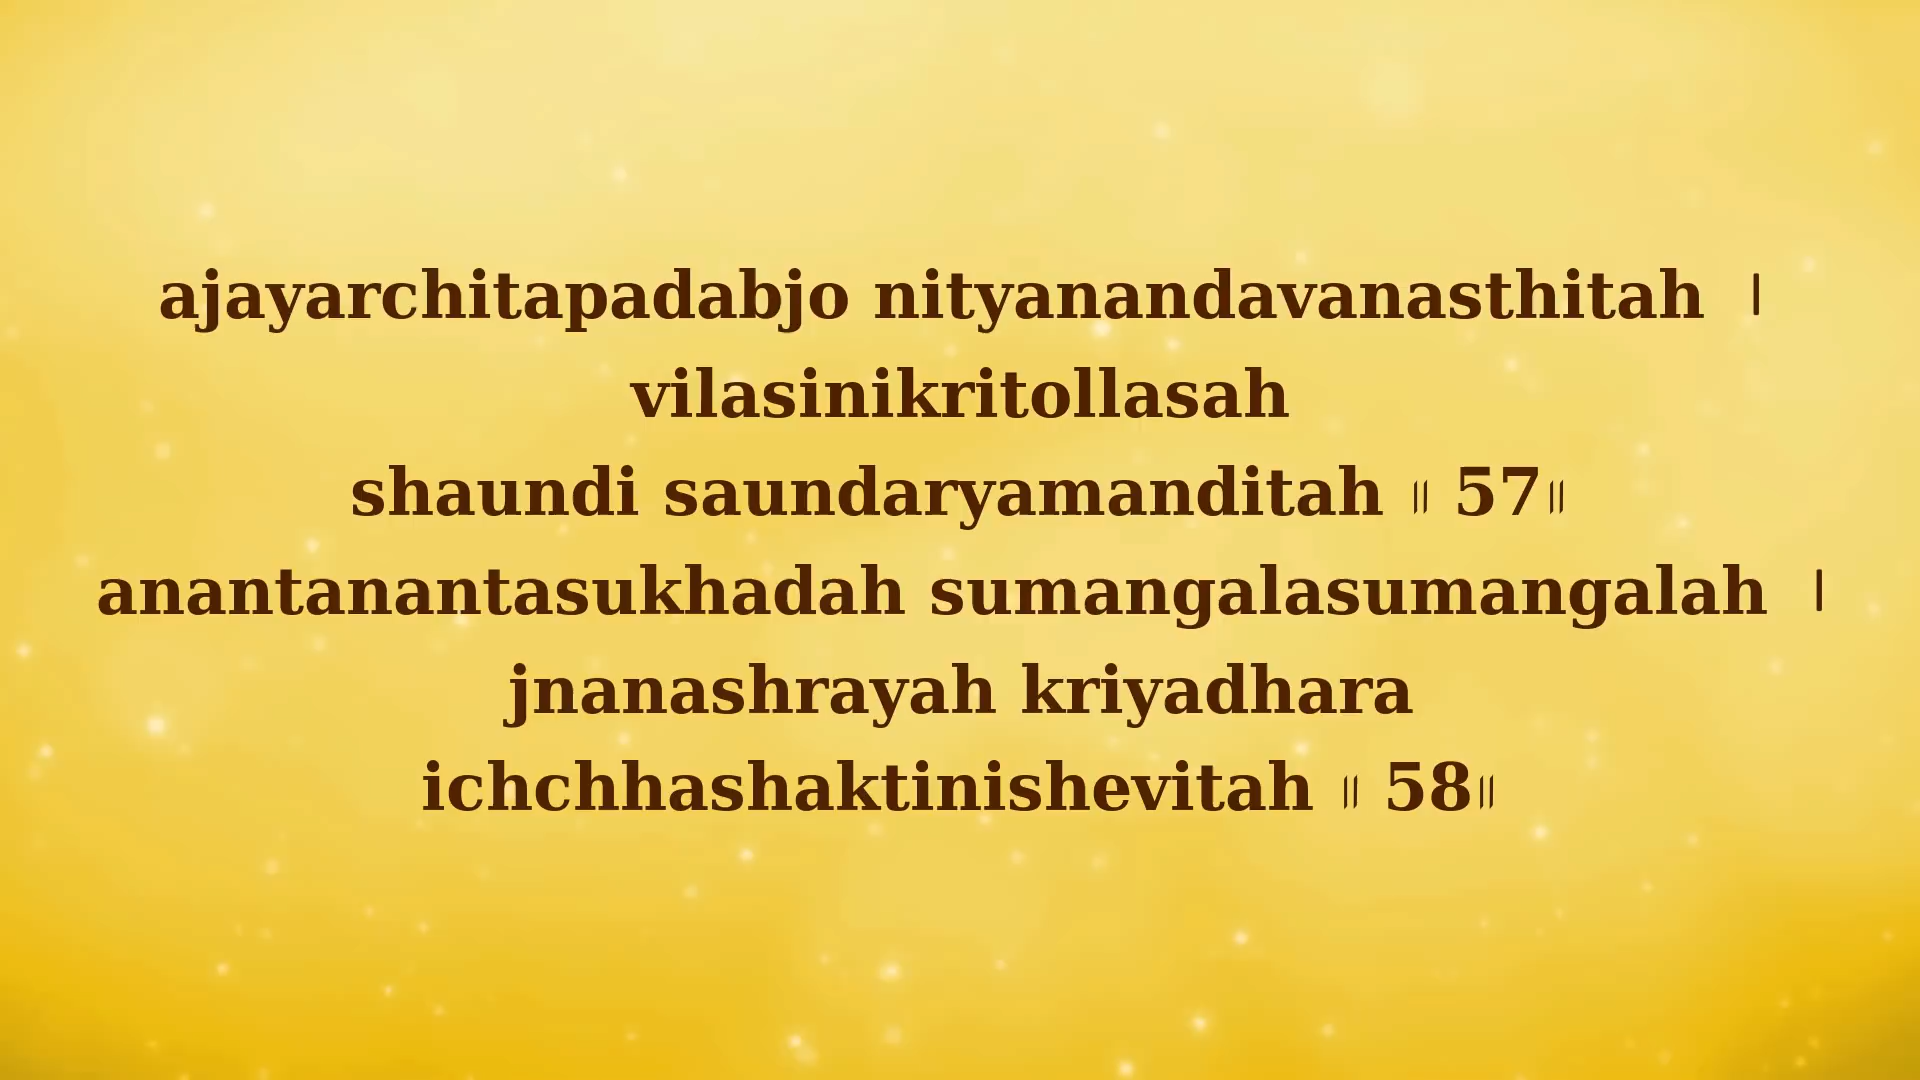 ajayarchitapadabjo nityanandavanasthitah ।
vilasinikritollasah
shaundi saundaryamanditah ॥ 57॥
anantanantasukhadah sumangalasumangalah ।
jnanashrayah kriyadhara
ichchhashaktinishevitah ॥ 58॥